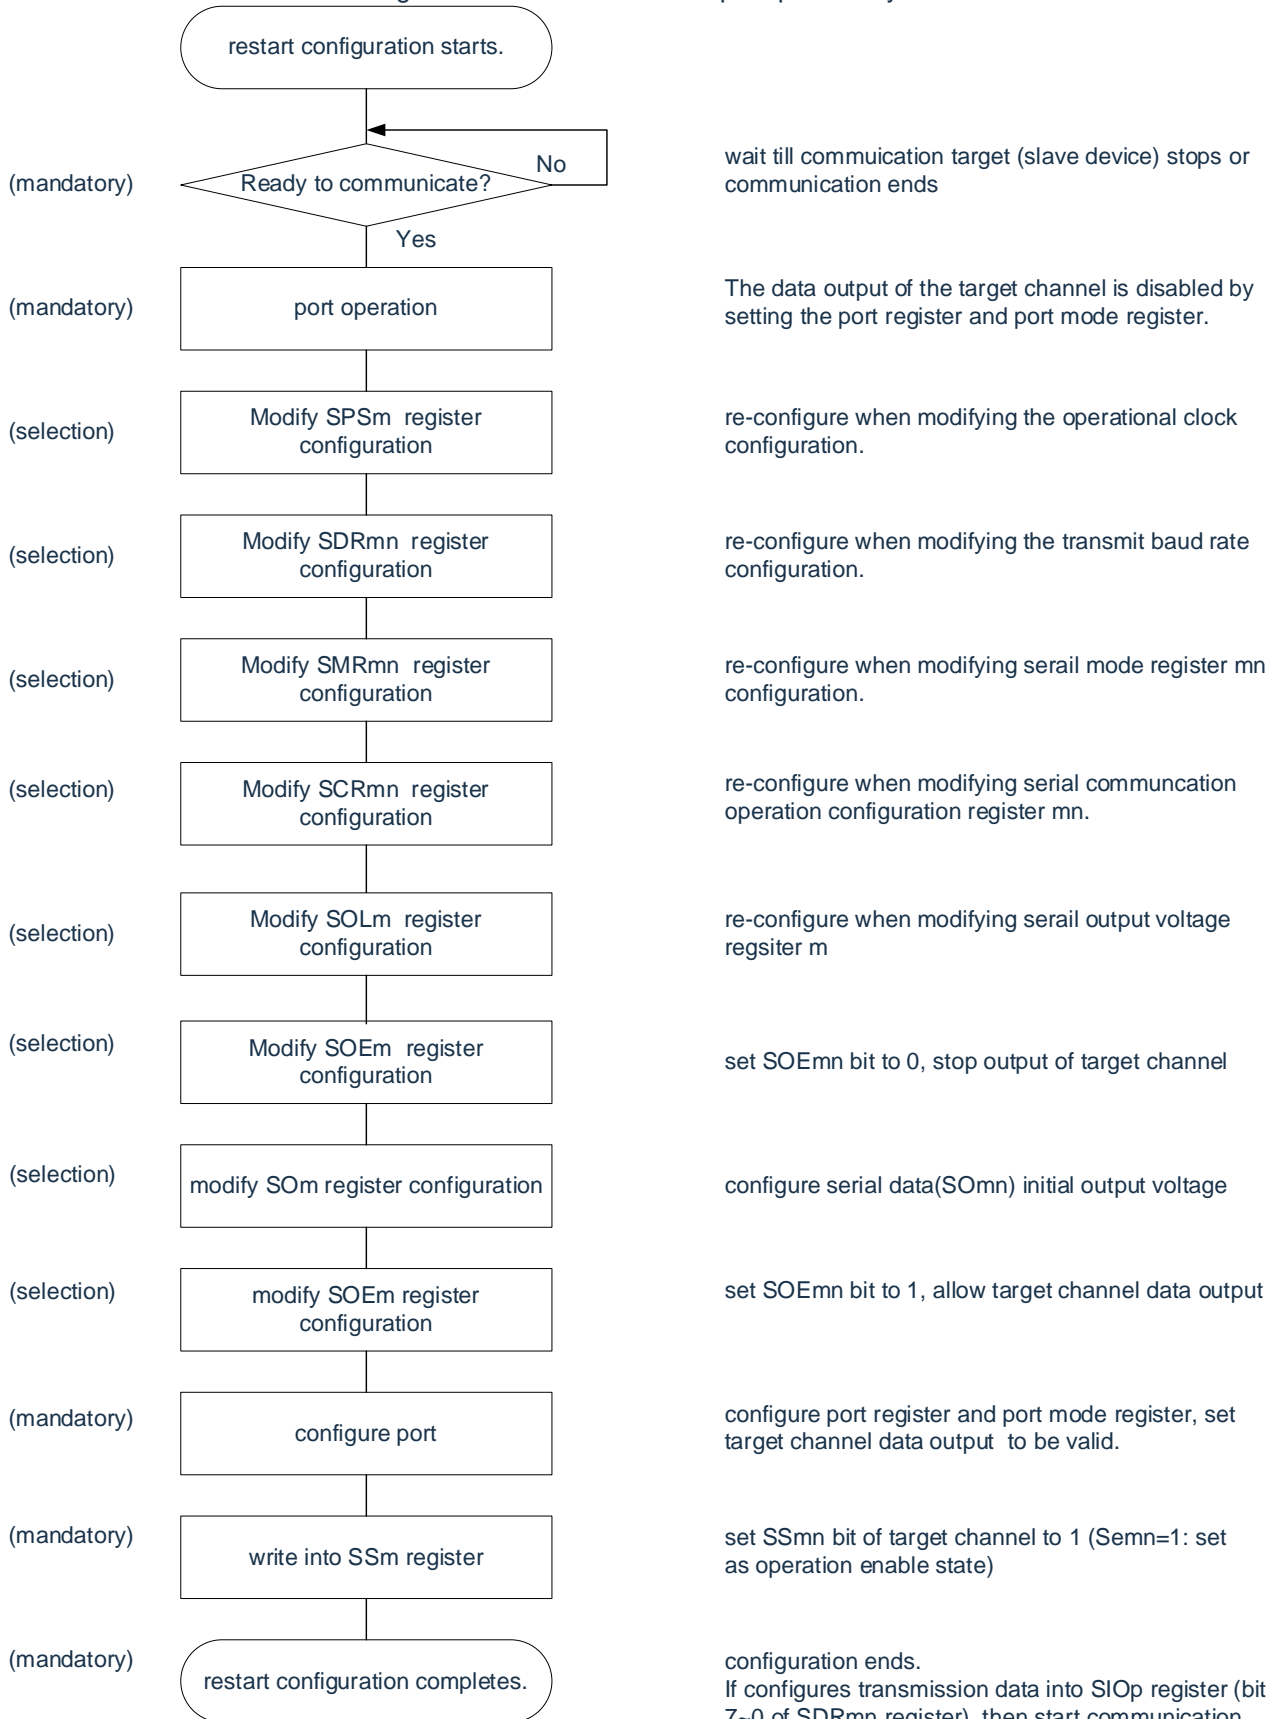 restart configuration starts.
(mandatory)
Ready to communicate?
No
wait till commuication target (slave device) stops or
communication ends
Yes
(mandatory)
port operation
The data output of the target channel is disabled by
setting the port register and port mode register.
(selection)
Modify SPSm register
configuration
re-configure when modifying the operational clock
configuration.
(selection)
Modify SDRmn register
configuration
re-configure when modifying the transmit baud rate
configuration.
(selection)
Modify SMRmn register
configuration
re-configure when modifying serail mode register mn
configuration.
(selection)
Modify SCRmn register
configuration
re-configure when modifying serial communcation
operation configuration register mn.
(selection)
Modify SOLm register
configuration
re-configure when modifying serail output voltage
regsiter m
(selection)
Modify SOEm register
configuration
set SOEmn bit to 0, stop output of target channel
(selection)
modify SOm register configuration
configure serial data(SOmn) initial output voltage
(selection)
modify SOEm register
configuration
set SOEmn bit to 1, allow target channel data output
(mandatory)
configure port
configure port register and port mode register, set
target channel data output to be valid.
(mandatory)
write into SSm register
set SSmn bit of target channel to 1 (Semn=1: set
as operation enable state)
(mandatory)
restart configuration completes.
configuration ends.
If configures transmission data into SIOp register (bit
7~0 of SDRmn register), then start communication